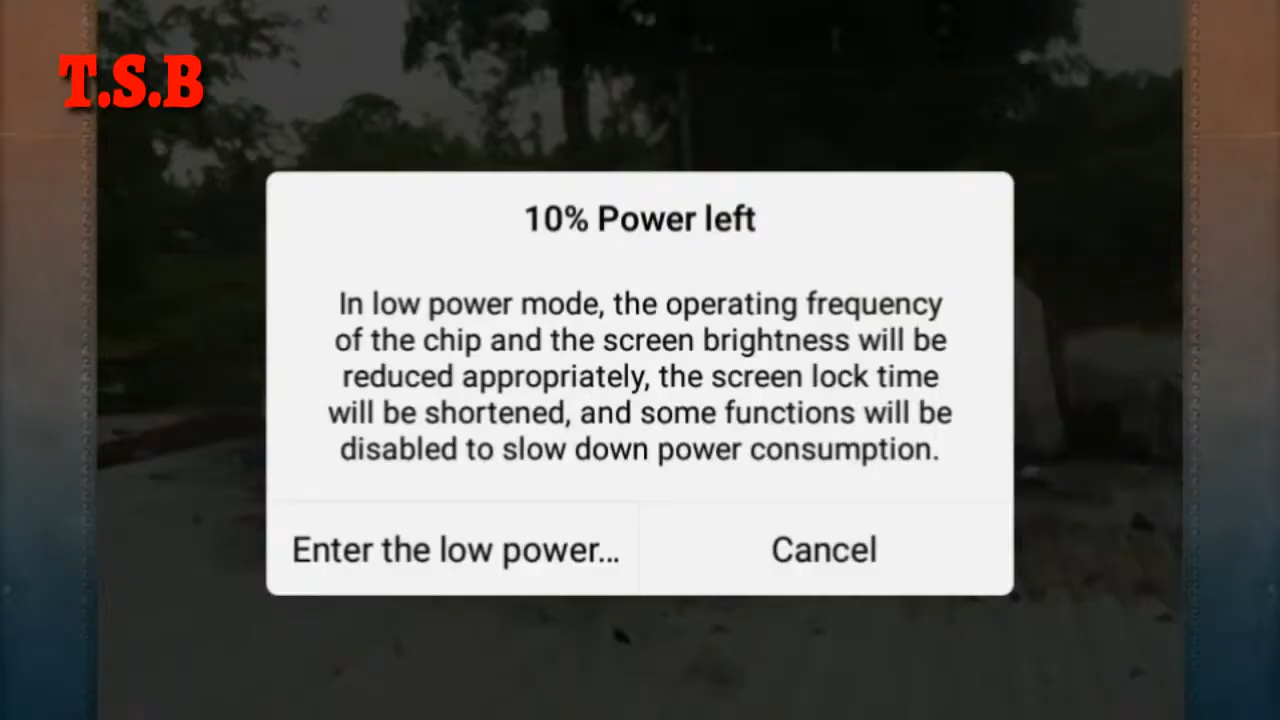 T.S.B
10% Power left
In low power mode, the operating frequency
of the chip and the screen brightness will be
reduced appropriately, the screen lock time
will be shortened, and some functions will be
disabled to slow down power consumption.
Enter the low power...
Cancel